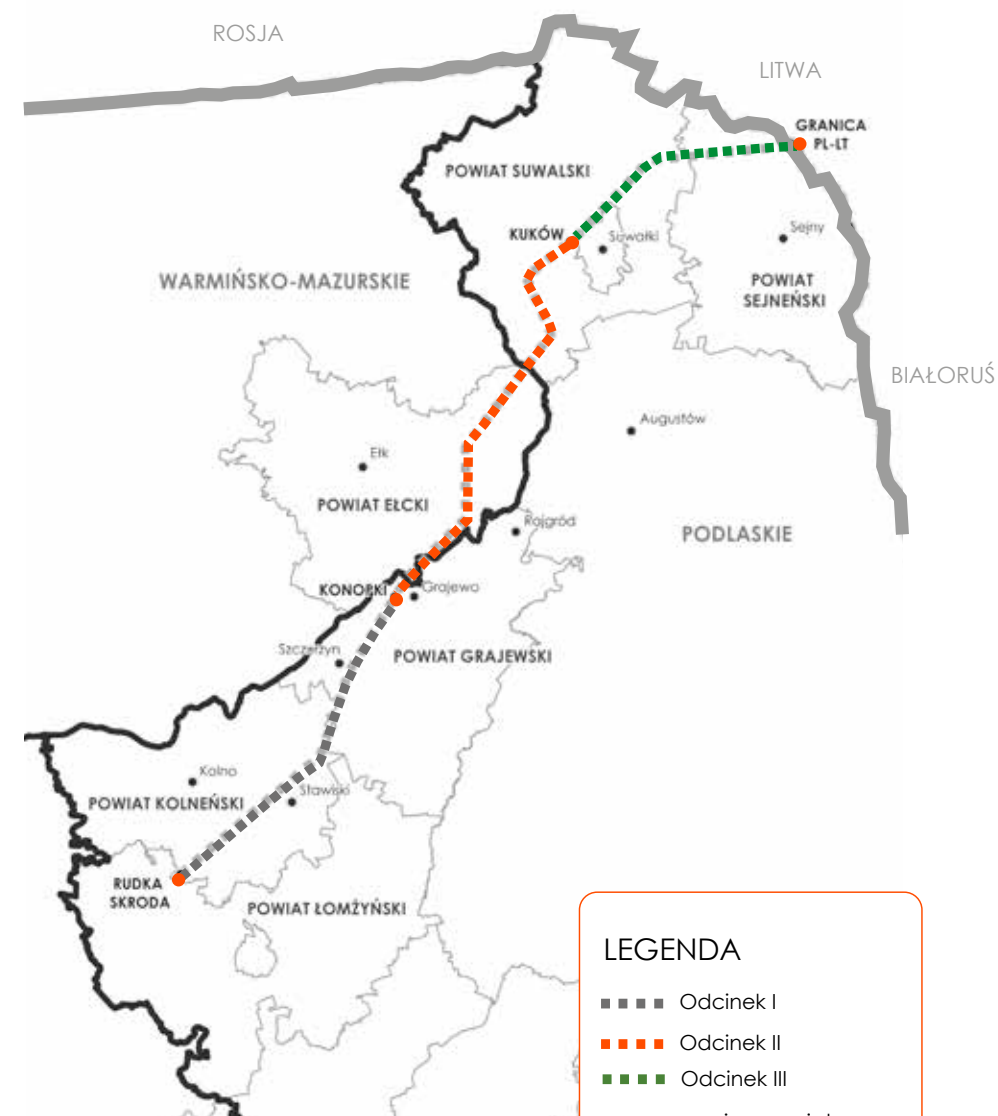 ROSJA
LITWA
GRANICA
PL-LT
POWIAT SUWALSKI
KUKÓW
Suwałki
Sejny
WARMIŃSKO-MAZURSKIE
POWIAT
SEJNEŃSKI
BIAŁORUŚ
Augustów
Ełk
POWIAT EŁCKI
Rajgród
PODLASKIE
KONOPKI
Grajewo
Szczuczyn
POWIAT GRAJEWSKI
Kolno
Stawiski
POWIAT KOLNEŃSKI
RUDKA
SKRODA
POWIAT ŁOMŻYŃSKI
LEGENDA
Odcinek I
Odcinek II
Odcinek III